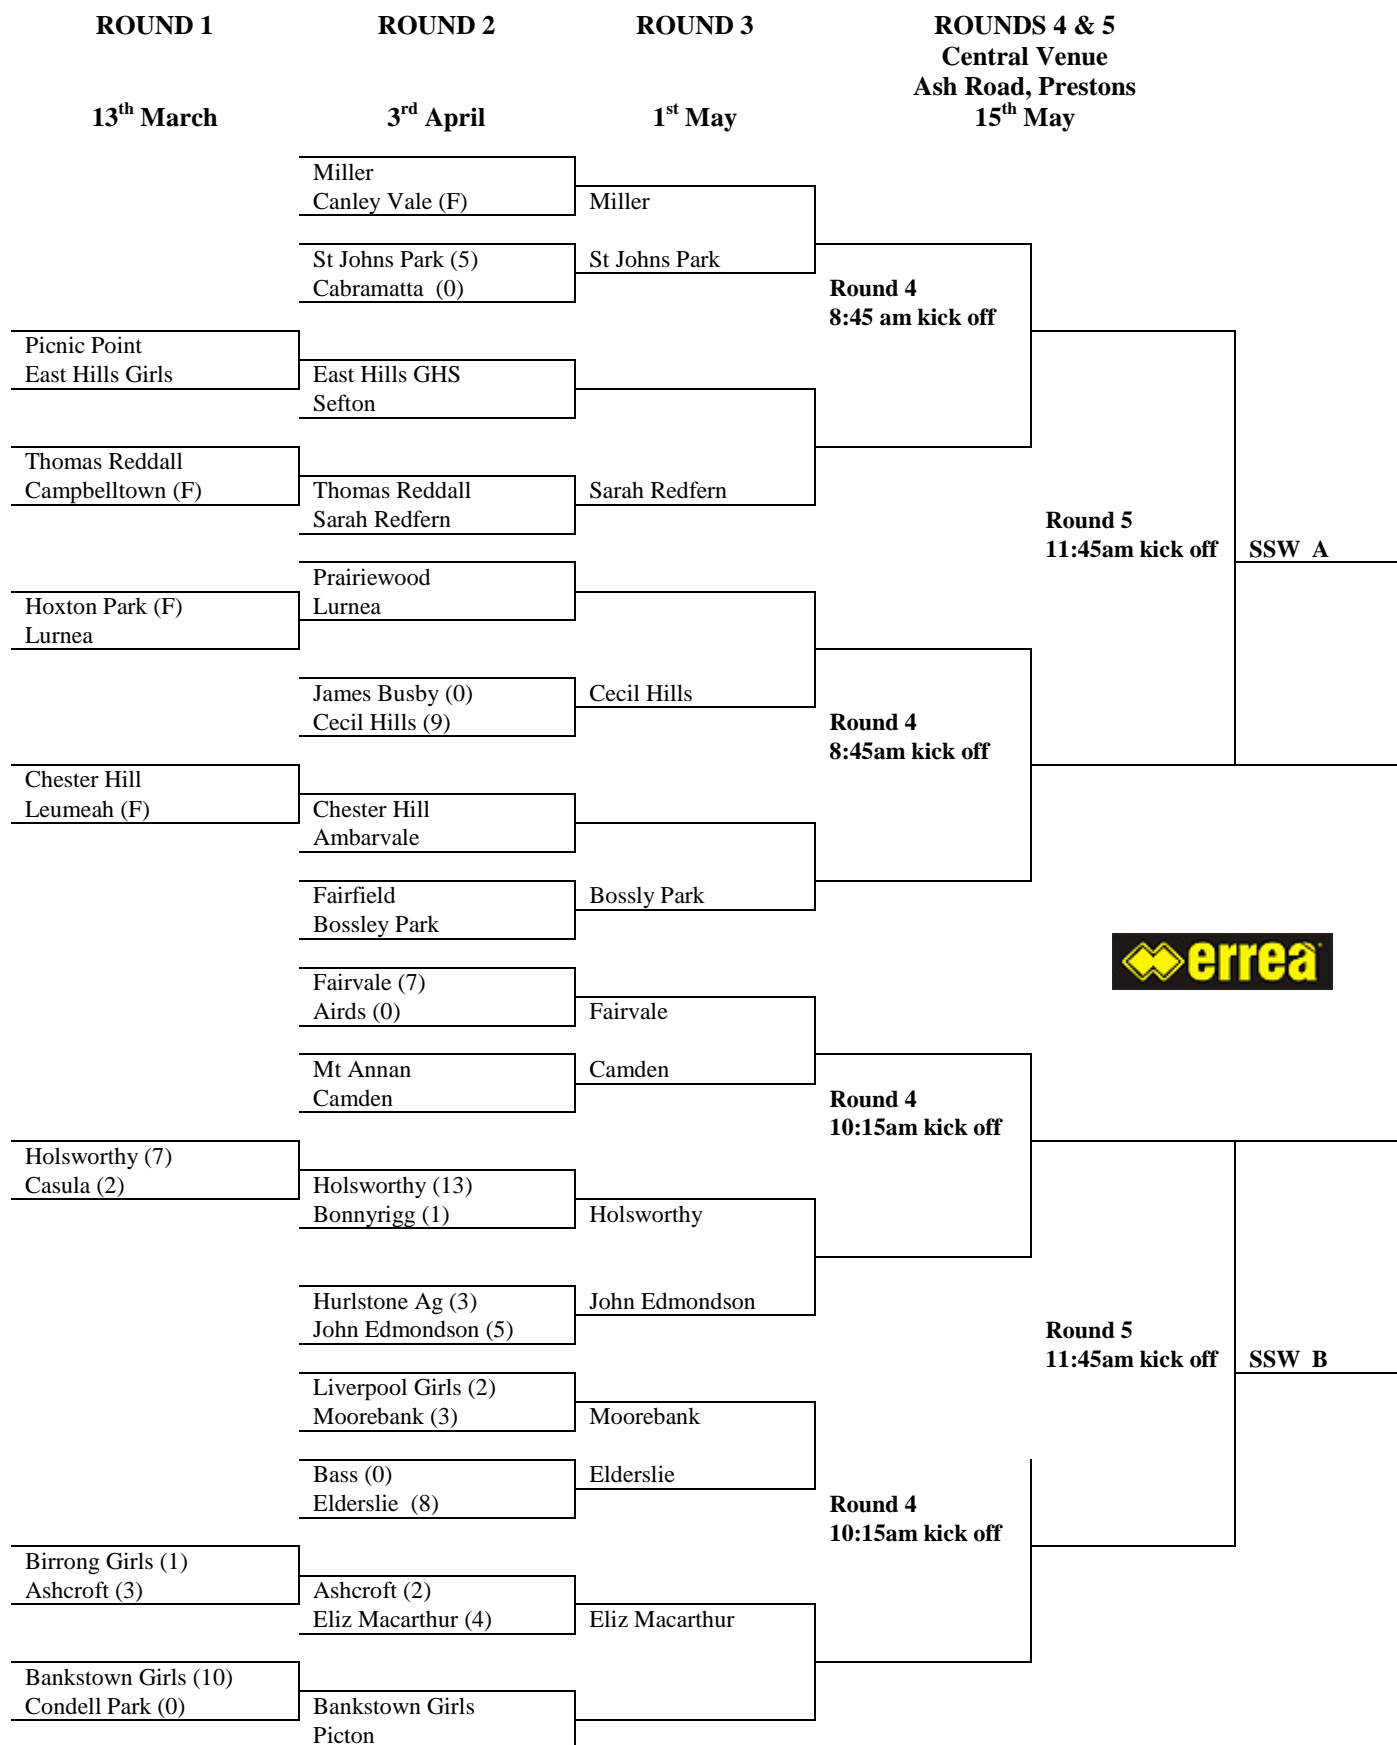 ROUND 1
ROUND 2
ROUND 3
ROUNDS 4 & 5
Central Venue
Ash Road, Prestons
13th March
3rd April
1st May
15th May
Miller
Canley Vale (F)
Miller
St Johns Park (5)
Cabramatta  (0)
St Johns Park
Round 4
8:45 am kick off
Picnic Point
East Hills Girls
East Hills GHS
Sefton
Thomas Reddall
Campbelltown (F)
Thomas Reddall
Sarah Redfern
Sarah Redfern
Round 5
11:45am kick off
SSW  A
Prairiewood
Lurnea
Hoxton Park (F)
Lurnea
James Busby (0)
Cecil Hills (9)
Cecil Hills
Round 4
8:45am kick off
Chester Hill
Leumeah (F)
Chester Hill
Ambarvale
Fairfield
Bossley Park
Bossly Park
errea
Fairvale (7)
Airds (0)
Fairvale
Mt Annan
Camden
Camden
Round 4
10:15am kick off
Holsworthy (7)
Casula (2)
Holsworthy (13)
Bonnyrigg (1)
Holsworthy
Hurlstone Ag (3)
John Edmondson (5)
John Edmondson
Round 5
11:45am kick off
SSW  B
Liverpool Girls (2)
Moorebank (3)
Moorebank
Bass (0)
Elderslie  (8)
Elderslie
Round 4
10:15am kick off
Birrong Girls (1)
Ashcroft (3)
Ashcroft (2)
Eliz Macarthur (4)
Eliz Macarthur
Bankstown Girls (10)
Condell Park (0)
Bankstown Girls
Picton